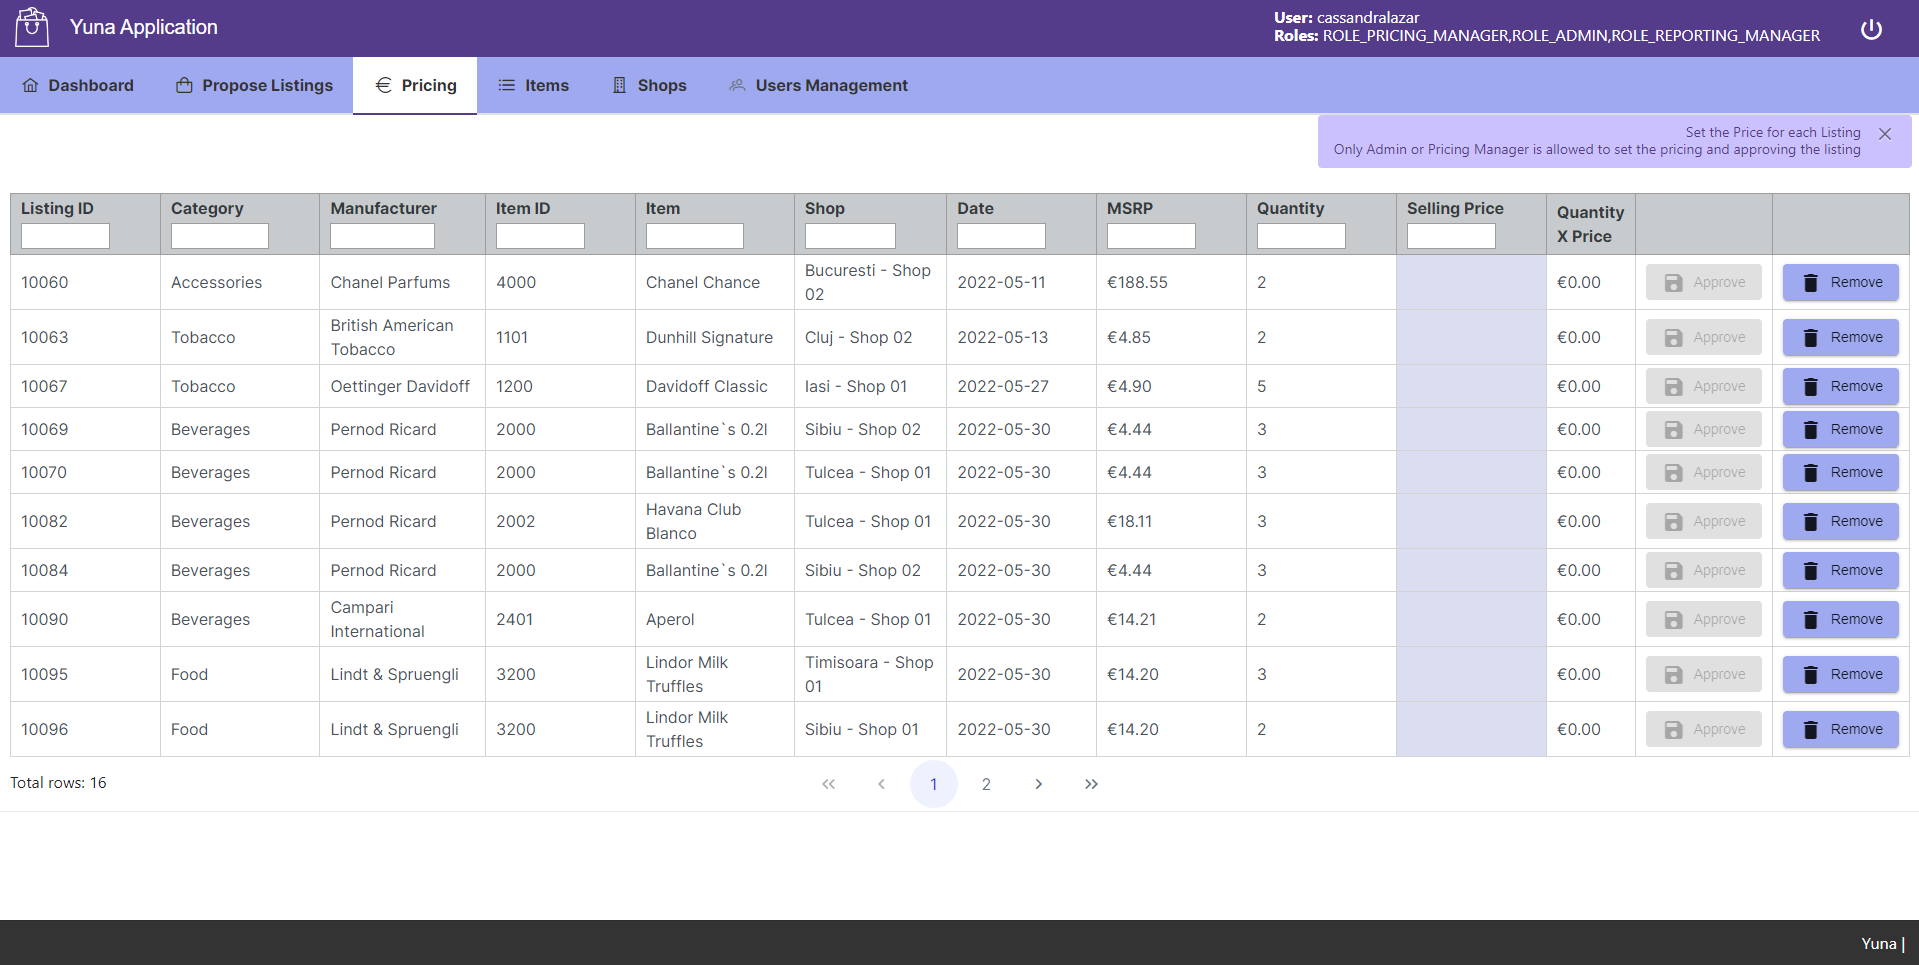 Yuna Application
User: cassandralazar
Roles: ROLE_PRICING_MANAGER,ROLE_ADMIN,ROLE_REPORTING_MANAGER
Dashboard Propose Listings Pricing Items Shops Users Management
Set the Price for each Listing
Only Admin or Pricing Manager is allowed to set the pricing and approving the listing
Listing ID Category Manufacturer Item ID Item Shop Date MSRP Quantity Selling Price Quantity X Price
10060 Accessories Chanel Parfums 4000 Chanel Chance Bucuresti - Shop 02 2022-05-11 €188.55 2 €0.00 Approve Remove
10063 Tobacco British American Tobacco 1101 Dunhill Signature Cluj - Shop 02 2022-05-13 €4.85 2 €0.00 Approve Remove
10067 Tobacco Oettinger Davidoff 1200 Davidoff Classic Iasi - Shop 01 2022-05-27 €4.90 5 €0.00 Approve Remove
10069 Beverages Pernod Ricard 2000 Ballantine`s 0.2l Sibiu - Shop 02 2022-05-30 €4.44 3 €0.00 Approve Remove
10070 Beverages Pernod Ricard 2000 Ballantine`s 0.2l Tulcea - Shop 01 2022-05-30 €4.44 3 €0.00 Approve Remove
10082 Beverages Pernod Ricard 2002 Havana Club Blanco Tulcea - Shop 01 2022-05-30 €18.11 3 €0.00 Approve Remove
10084 Beverages Pernod Ricard 2000 Ballantine`s 0.2l Sibiu - Shop 02 2022-05-30 €4.44 3 €0.00 Approve Remove
10090 Beverages Campari International 2401 Aperol Tulcea - Shop 01 2022-05-30 €14.21 2 €0.00 Approve Remove
10095 Food Lindt & Spruengli 3200 Lindor Milk Truffles Timisoara - Shop 01 2022-05-30 €14.20 3 €0.00 Approve Remove
10096 Food Lindt & Spruengli 3200 Lindor Milk Truffles Sibiu - Shop 01 2022-05-30 €14.20 2 €0.00 Approve Remove
Total rows: 16
1 2
Yuna |